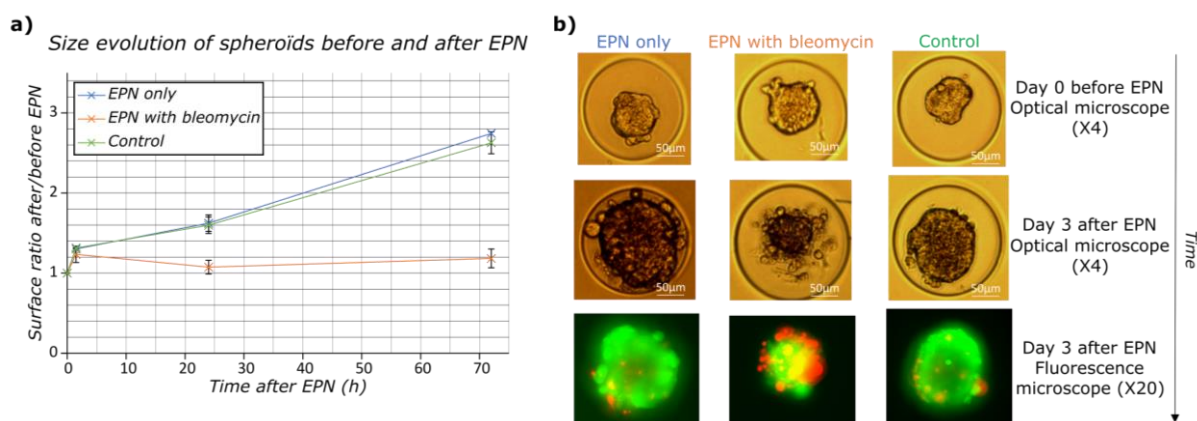 a)
Size evolution of spheroïds before and after EPN
Surface ratio after/before EPN
EPN only
EPN with bleomycin
Control
3
2
1
0
0
10
20
30
40
50
60
70
Time after EPN (h)
b)
EPN only
EPN with bleomycin
Control
50µm
50µm
50µm
Day 0 before EPN
Optical microscope
(X4)
50µm
50µm
50µm
Day 3 after EPN
Optical microscope
(X4)
Day 3 after EPN
Fluorescence
microscope (X20)
Time